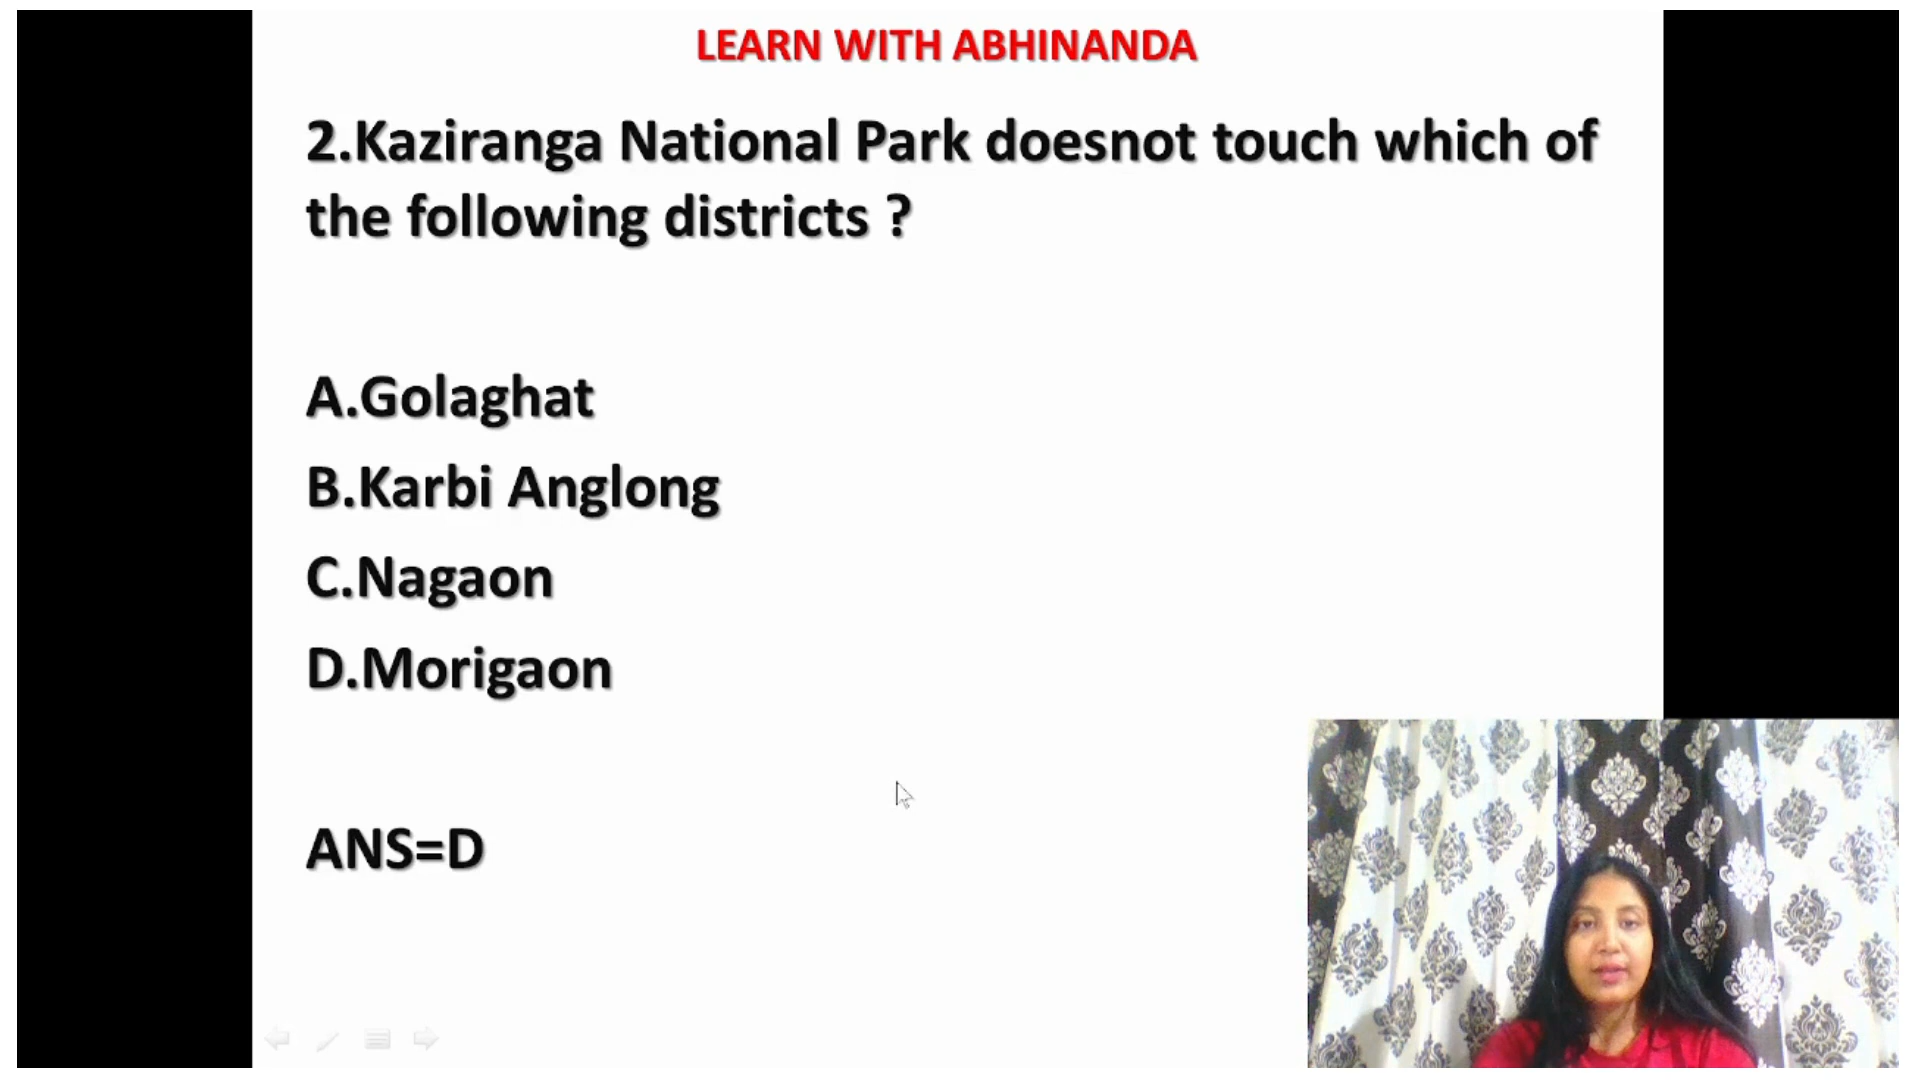 LEARN WITH ABHINANDA
2.Kaziranga National Park doesnot touch which of
the following districts ?
A.Golaghat
B.Karbi Anglong
C.Nagaon
D.Morigaon
ANS=D